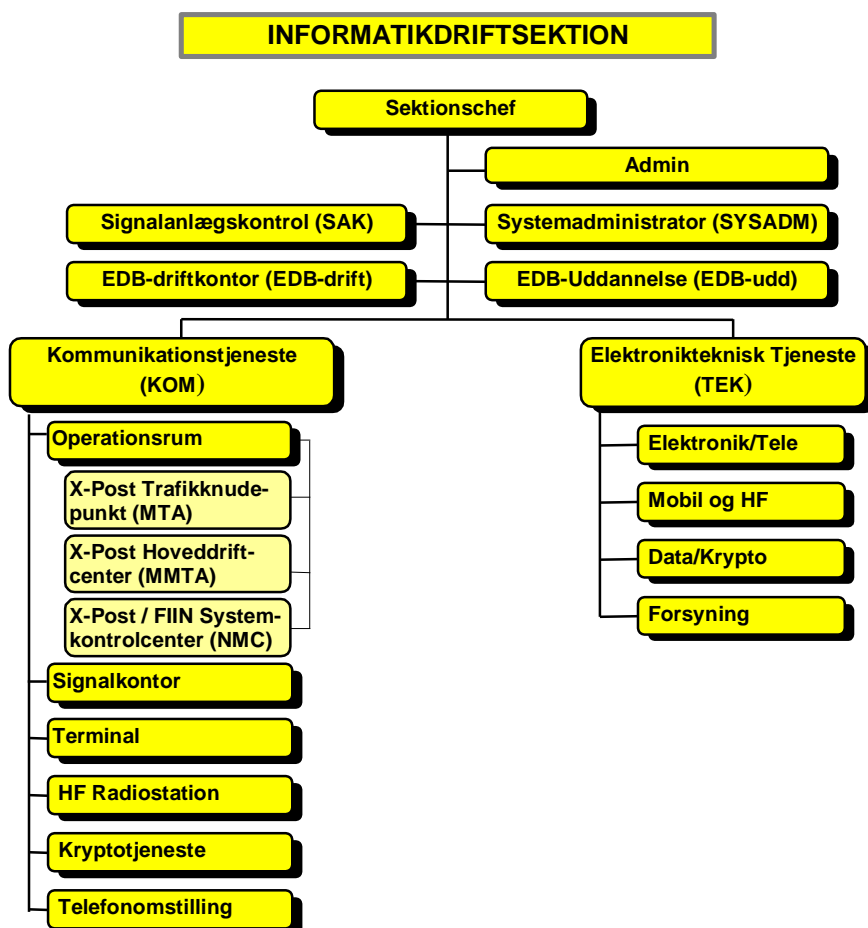 INFORMATIKDRIFTSEKTION
Sektionschef
Admin
Signalanlægskontrol (SAK)
Systemadministrator (SYSADM)
EDB-driftkontor (EDB-drift)
EDB-Uddannelse (EDB-udd)
Kommunikationstjeneste
(KOM)
Operationsrum
X-Post Trafikknude-
punkt (MTA)
X-Post Hoveddrift-
center (MMTA)
X-Post / FIIN System-
kontrolcenter (NMC)
Signalkontor
Terminal
HF Radiostation
Kryptotjeneste
Telefonomstilling
Elektronikteknisk Tjeneste
(TEK)
Elektronik/Tele
Mobil og HF
Data/Krypto
Forsyning